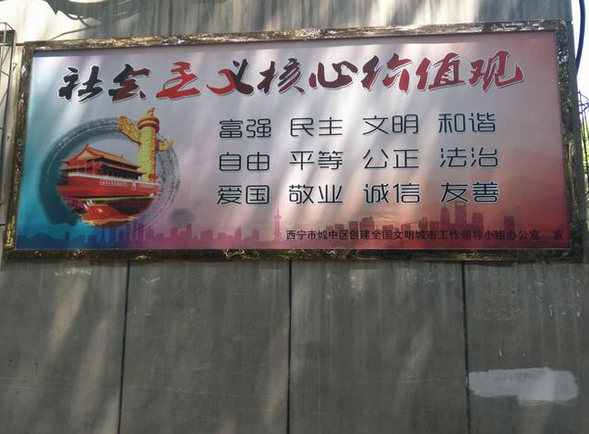 社会主义核心价值观
富强 民主 文明 和谐
自由 平等 公正 法治
爱国 敬业 诚信 友善
西宁市城中区创建全国文明城市工作领导小组办公室 宣